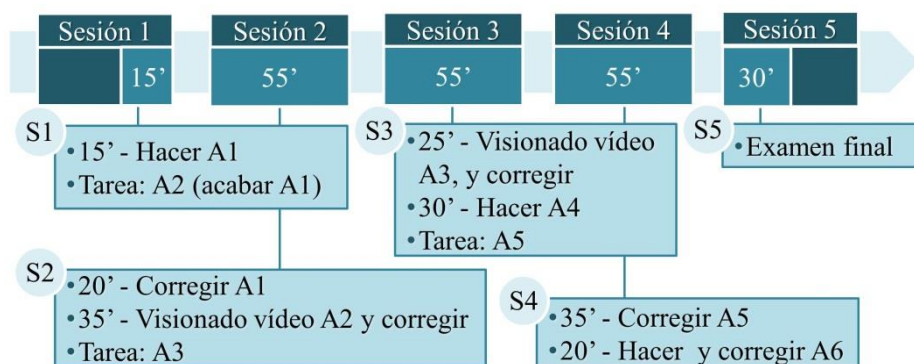 Sesión 1
Sesión 2
Sesión 3
Sesión 4
Sesión 5
15’
55’
55’
55’
30’
S1
• 15’ - Hacer A1
• Tarea: A2 (acabar A1)
S2
• 20’ - Corregir A1
• 35’ - Visionado vídeo A2 y corregir
• Tarea: A3
S3
• 25’ - Visionado vídeo
A3, y corregir
• 30’ - Hacer A4
• Tarea: A5
S4
• 35’ - Corregir A5
• 20’ - Hacer y corregir A6
S5
• Examen final